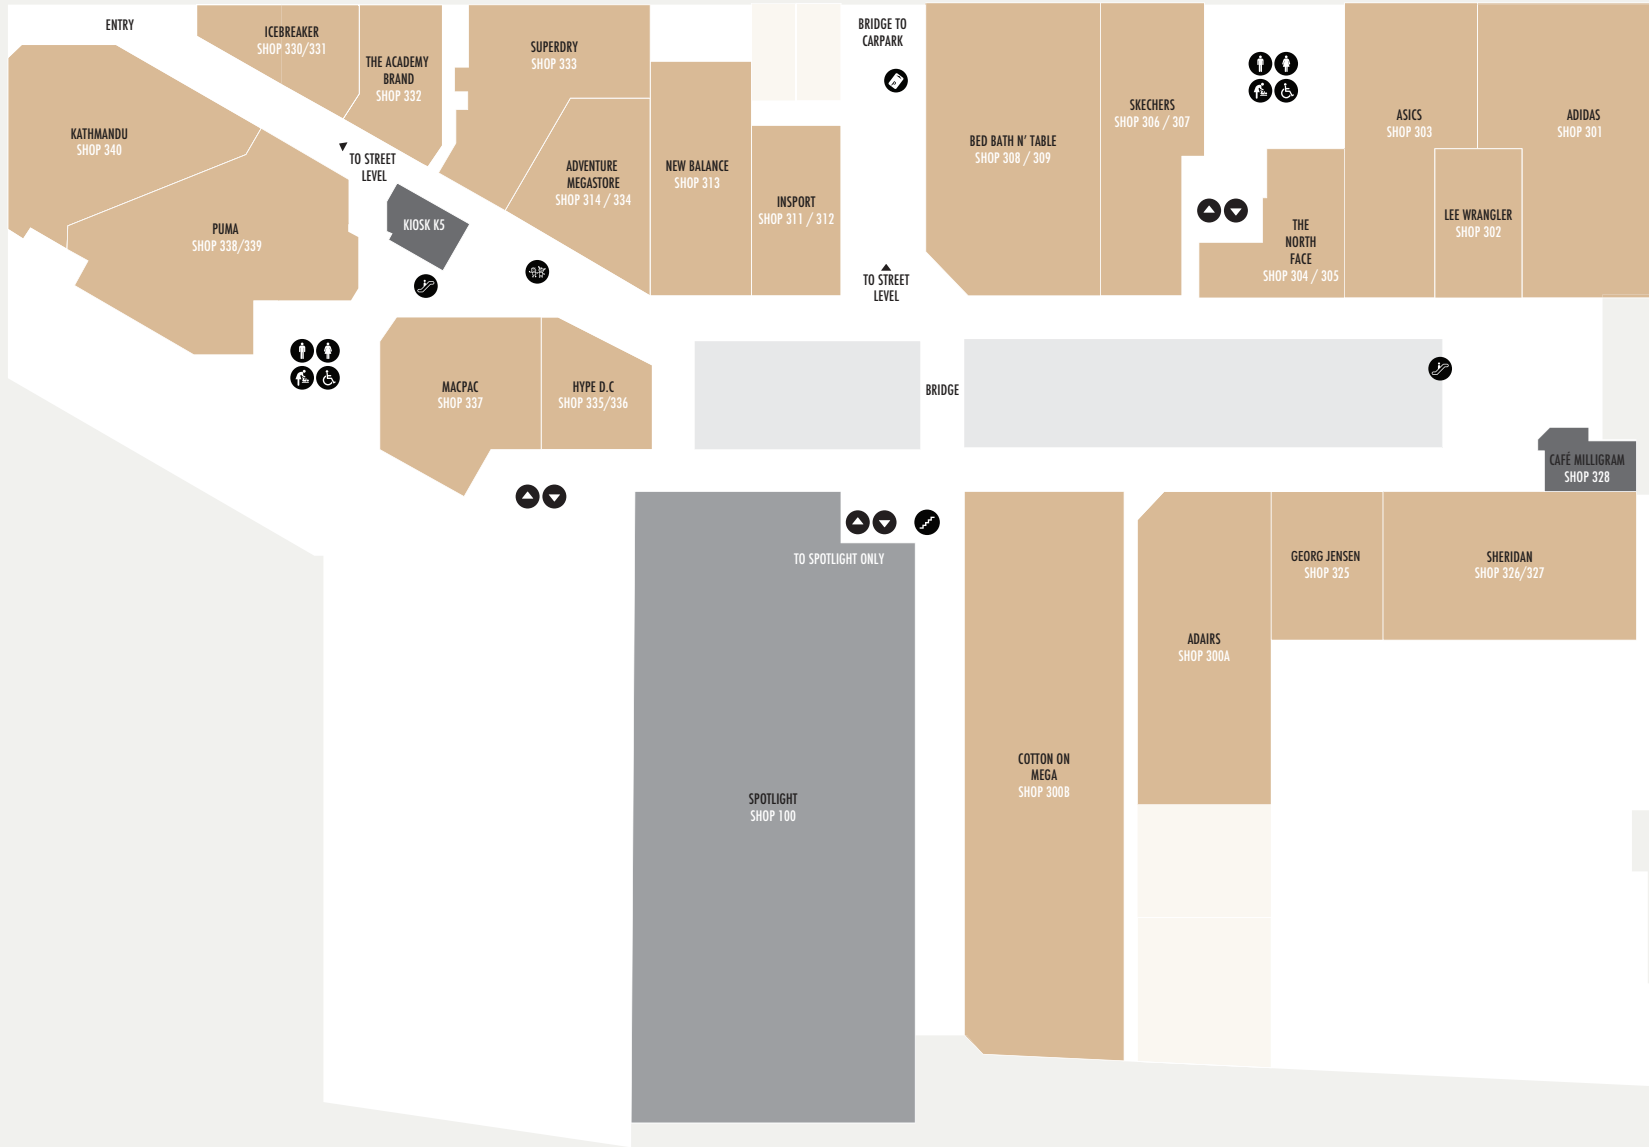 ENTRY
ICEBREAKER
SHOP 330/331
THE ACADEMY
BRAND
SHOP 332
SUPERDRY
SHOP 333
BRIDGE TO
CARPARK
KATHMANDU
SHOP 340
TO STREET
LEVEL
ADVENTURE
MEGASTORE
SHOP 314 / 334
NEW BALANCE
SHOP 313
INSPORT
SHOP 311 / 312
BED BATH N' TABLE
SHOP 308 / 309
SKECHERS
SHOP 306 / 307
ASICS
SHOP 303
ADIDAS
SHOP 301
PUMA
SHOP 338/339
KIOSK K5
TO STREET
LEVEL
THE
NORTH
FACE
SHOP 304 / 305
LEE WRANGLER
SHOP 302
MACPAC
SHOP 337
HYPE D.C
SHOP 335/336
BRIDGE
CAFÉ MILLIGRAM
SHOP 328
TO SPOTLIGHT ONLY
GEORG JENSEN
SHOP 325
SHERIDAN
SHOP 326/327
ADAIRS
SHOP 300A
COTTON ON
MEGA
SHOP 300B
SPOTLIGHT
SHOP 100